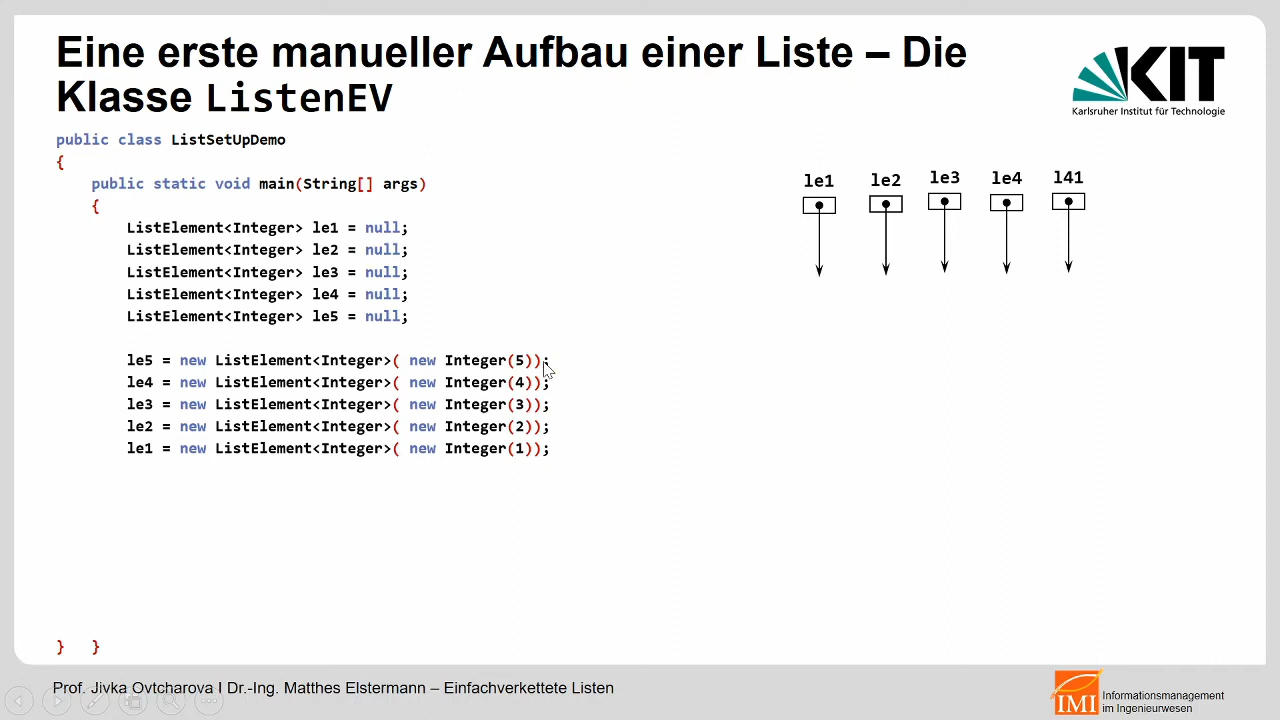 Eine erste manueller Aufbau einer Liste – Die
Klasse ListenEV
KIT
Karlsruher Institut für Technologie
public class ListSetUpDemo
{
public static void main(String[] args)
{
ListElement<Integer> le1 = null;
ListElement<Integer> le2 = null;
ListElement<Integer> le3 = null;
ListElement<Integer> le4 = null;
ListElement<Integer> le5 = null;
le5 = new ListElement<Integer>( new Integer(5));
le4 = new ListElement<Integer>( new Integer(4));
le3 = new ListElement<Integer>( new Integer(3));
le2 = new ListElement<Integer>( new Integer(2));
le1 = new ListElement<Integer>( new Integer(1));
} }
le1 le2 le3 le4 l41
Prof. Jivka Ovtcharova I Dr.-Ing. Matthes Elstermann – Einfachverkettete Listen
IMI
Informationsmanagement
im Ingenieurwesen